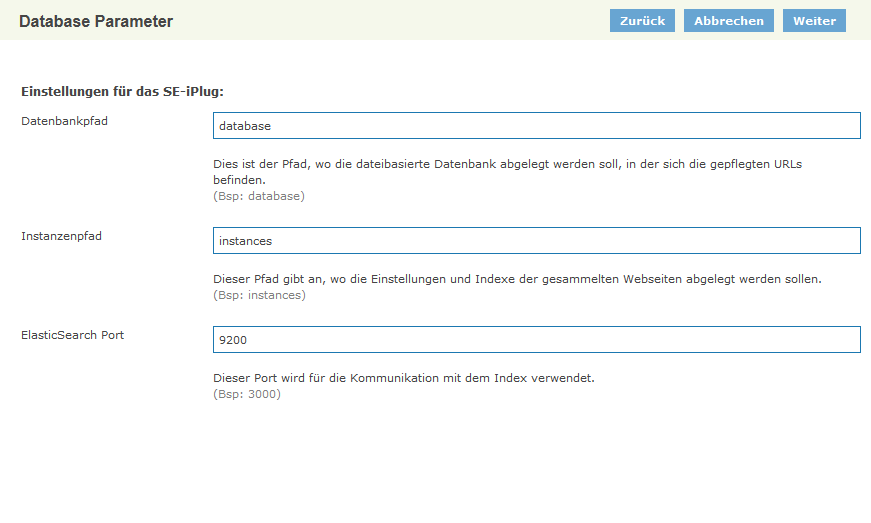 Database Parameter
Zurück
Abbrechen
Weiter
Einstellungen für das SE-iPlug:
Datenbankpfad
database
Dies ist der Pfad, wo die dateibasierte Datenbank abgelegt werden soll, in der sich die gepflegten URLs
befinden.
(Bsp: database)
Instanzenpfad
instances
Dieser Pfad gibt an, wo die Einstellungen und Indexe der gesammelten Webseiten abgelegt werden sollen.
(Bsp: instances)
ElasticSearch Port
9200
Dieser Port wird für die Kommunikation mit dem Index verwendet.
(Bsp: 3000)